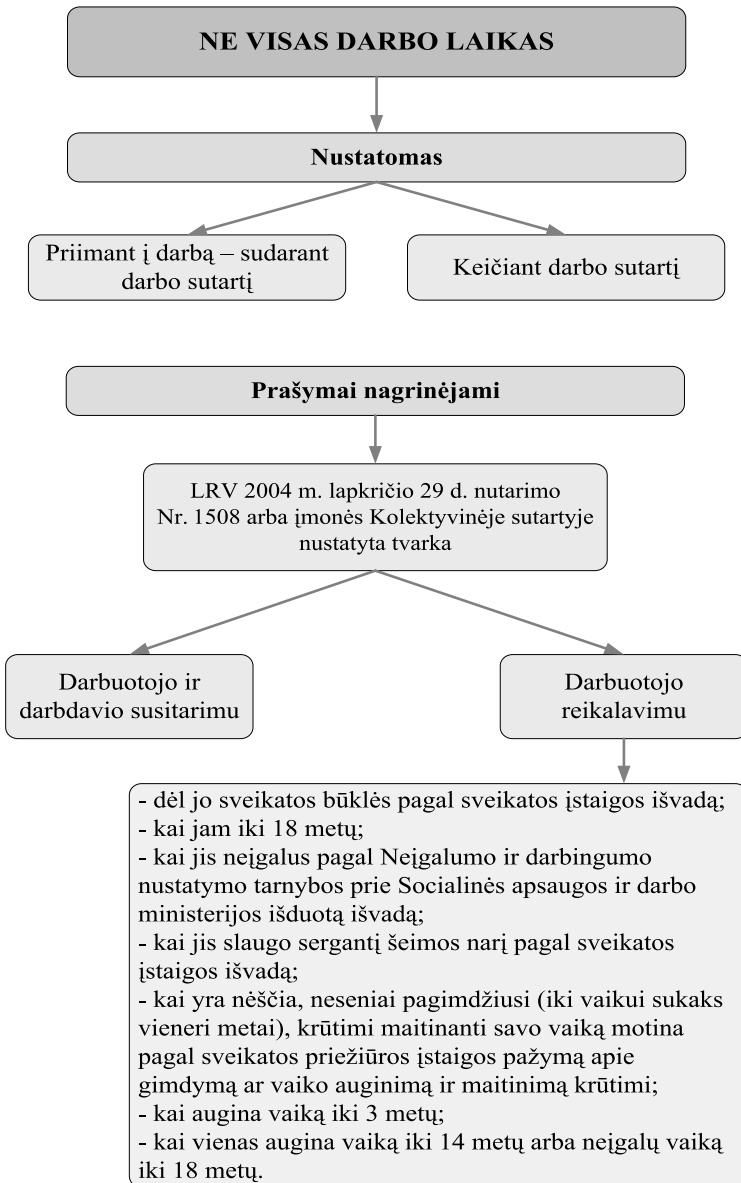 NE VISAS DARBO LAIKAS
Nustatomas
Priimant į darbą – sudarant
darbo sutartį
Keičiant darbo sutartį
Prašymai nagrinėjami
LRV 2004 m. lapkričio 29 d. nutarimo
Nr. 1508 arba įmonės Kolektyvinėje sutartyje
nustatyta tvarka
Darbuotojo ir
darbdavio susitarimu
Darbuotojo
reikalavimu
- dėl jo sveikatos būklės pagal sveikatos įstaigos išvadą;
- kai jam iki 18 metų;
- kai jis neįgalus pagal Neįgalumo ir darbingumo
nustatymo tarnybos prie Socialinės apsaugos ir darbo
ministerijos išduotą išvadą;
- kai jis slaugo sergantį šeimos narį pagal sveikatos
įstaigos išvadą;
- kai yra nėščia, neseniai pagimdžiusi (iki vaikui sukaks
vieneri metai), krūtimi maitinanti savo vaiką motina
pagal sveikatos priežiūros įstaigos pažymą apie
gimdymą ar vaiko auginimą ir maitinimą krūtimi;
- kai augina vaiką iki 3 metų;
- kai vienas augina vaiką iki 14 metų arba neįgalų vaiką
iki 18 metų.